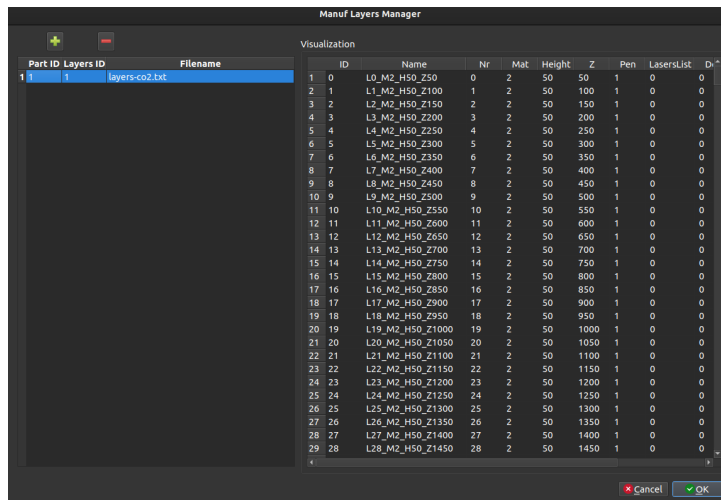 Manuf Layers Manager
Visualization
Part ID Layers ID Filename
1 1 1 layers-co2.txt
ID Name Nr Mat Height Z Pen LasersList
1 0 L0_M2_H50_Z50 0 2 50 50 1 0 0
2 1 L1_M2_H50_Z100 1 2 50 100 1 0 0
3 2 L2_M2_H50_Z150 2 2 50 150 1 0 0
4 3 L3_M2_H50_Z200 3 2 50 200 1 0 0
5 4 L4_M2_H50_Z250 4 2 50 250 1 0 0
6 5 L5_M2_H50_Z300 5 2 50 300 1 0 0
7 6 L6_M2_H50_Z350 6 2 50 350 1 0 0
8 7 L7_M2_H50_Z400 7 2 50 400 1 0 0
9 8 L8_M2_H50_Z450 8 2 50 450 1 0 0
10 9 L9_M2_H50_Z500 9 2 50 500 1 0 0
11 10 L10_M2_H50_Z550 10 2 50 550 1 0 0
12 11 L11_M2_H50_Z600 11 2 50 600 1 0 0
13 12 L12_M2_H50_Z650 12 2 50 650 1 0 0
14 13 L13_M2_H50_Z700 13 2 50 700 1 0 0
15 14 L14_M2_H50_Z750 14 2 50 750 1 0 0
16 15 L15_M2_H50_Z800 15 2 50 800 1 0 0
17 16 L16_M2_H50_Z850 16 2 50 850 1 0 0
18 17 L17_M2_H50_Z900 17 2 50 900 1 0 0
19 18 L18_M2_H50_Z950 18 2 50 950 1 0 0
20 19 L19_M2_H50_Z1000 19 2 50 1000 1 0 0
21 20 L20_M2_H50_Z1050 20 2 50 1050 1 0 0
22 21 L21_M2_H50_Z1100 21 2 50 1100 1 0 0
23 22 L22_M2_H50_Z1150 22 2 50 1150 1 0 0
24 23 L23_M2_H50_Z1200 23 2 50 1200 1 0 0
25 24 L24_M2_H50_Z1250 24 2 50 1250 1 0 0
26 25 L25_M2_H50_Z1300 25 2 50 1300 1 0 0
27 26 L26_M2_H50_Z1350 26 2 50 1350 1 0 0
28 27 L27_M2_H50_Z1400 27 2 50 1400 1 0 0
29 28 L28_M2_H50_Z1450 28 2 50 1450 1 0 0
Cancel OK